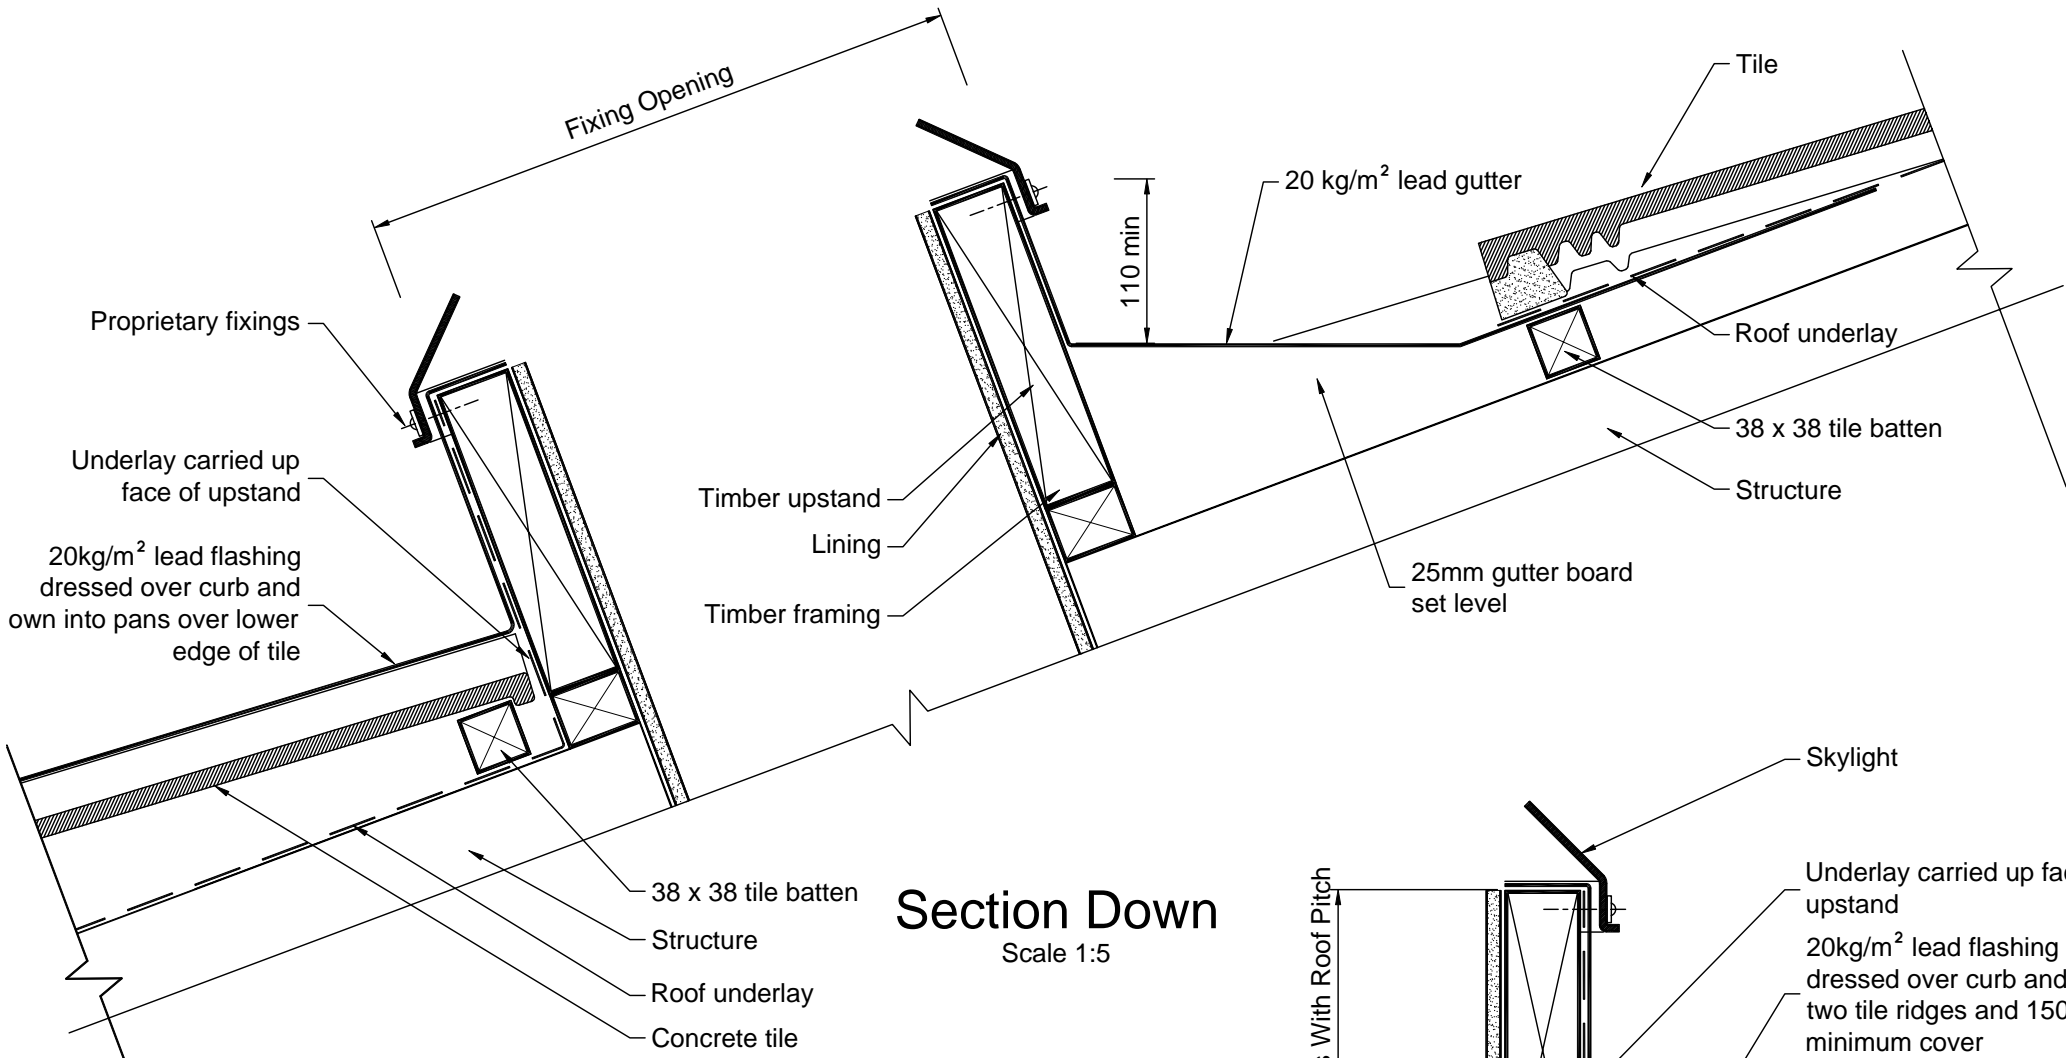 Fixing Opening
Tile
20 kg/m² lead gutter
110 min
Proprietary fixings
Roof underlay
Underlay carried up
face of upstand
38 x 38 tile batten
Timber upstand
Structure
Lining
20kg/m² lead flashing
dressed over curb and
own into pans over lower
edge of tile
25mm gutter board
set level
Timber framing
Skylight
38 x 38 tile batten
Structure
Roof underlay
Concrete tile
Section Down
Scale 1:5
With Roof Pitch
Underlay carried up
upstand
20kg/m² lead flashing
dressed over curb and
two tile ridges and 150
minimum cover